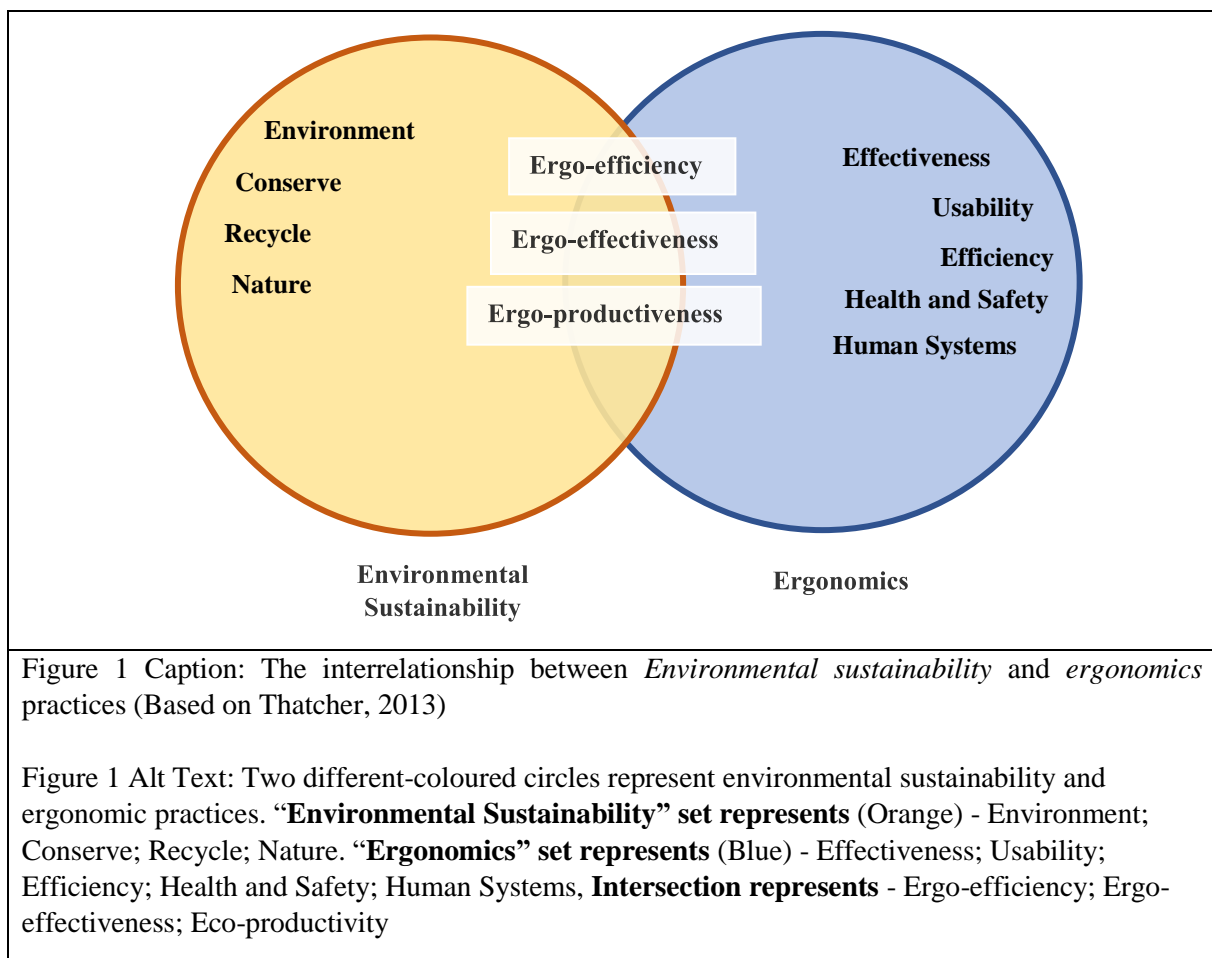 Environment
Conserve
Recycle
Nature
Ergo-efficiency
Ergo-effectiveness
Ergo-productiveness
Effectiveness
Usability
Efficiency
Health and Safety
Human Systems
Environmental
Sustainability
Ergonomics
Figure 1 Caption: The interrelationship between Environmental sustainability and ergonomics
practices (Based on Thatcher, 2013)
Figure 1 Alt Text: Two different-coloured circles represent environmental sustainability and
ergonomic practices. “Environmental Sustainability” set represents (Orange) - Environment;
Conserve; Recycle; Nature. “Ergonomics” set represents (Blue) - Effectiveness; Usability;
Efficiency; Health and Safety; Human Systems, Intersection represents - Ergo-efficiency; Ergo-
effectiveness; Eco-productivity